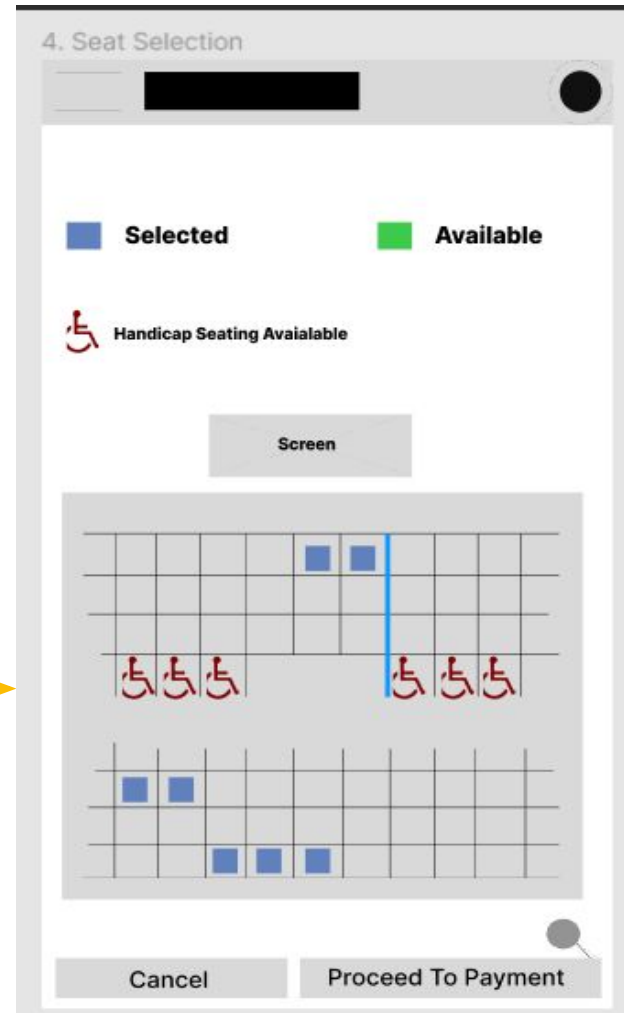 4. Seat Selection
Selected
Available
Handicap Seating Avaialable
Screen
Cancel
Proceed To Payment